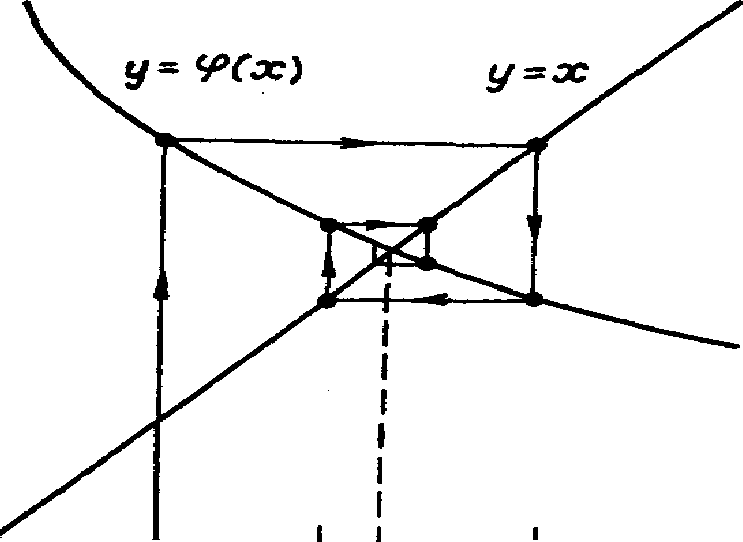 y = φ(x)
y = x